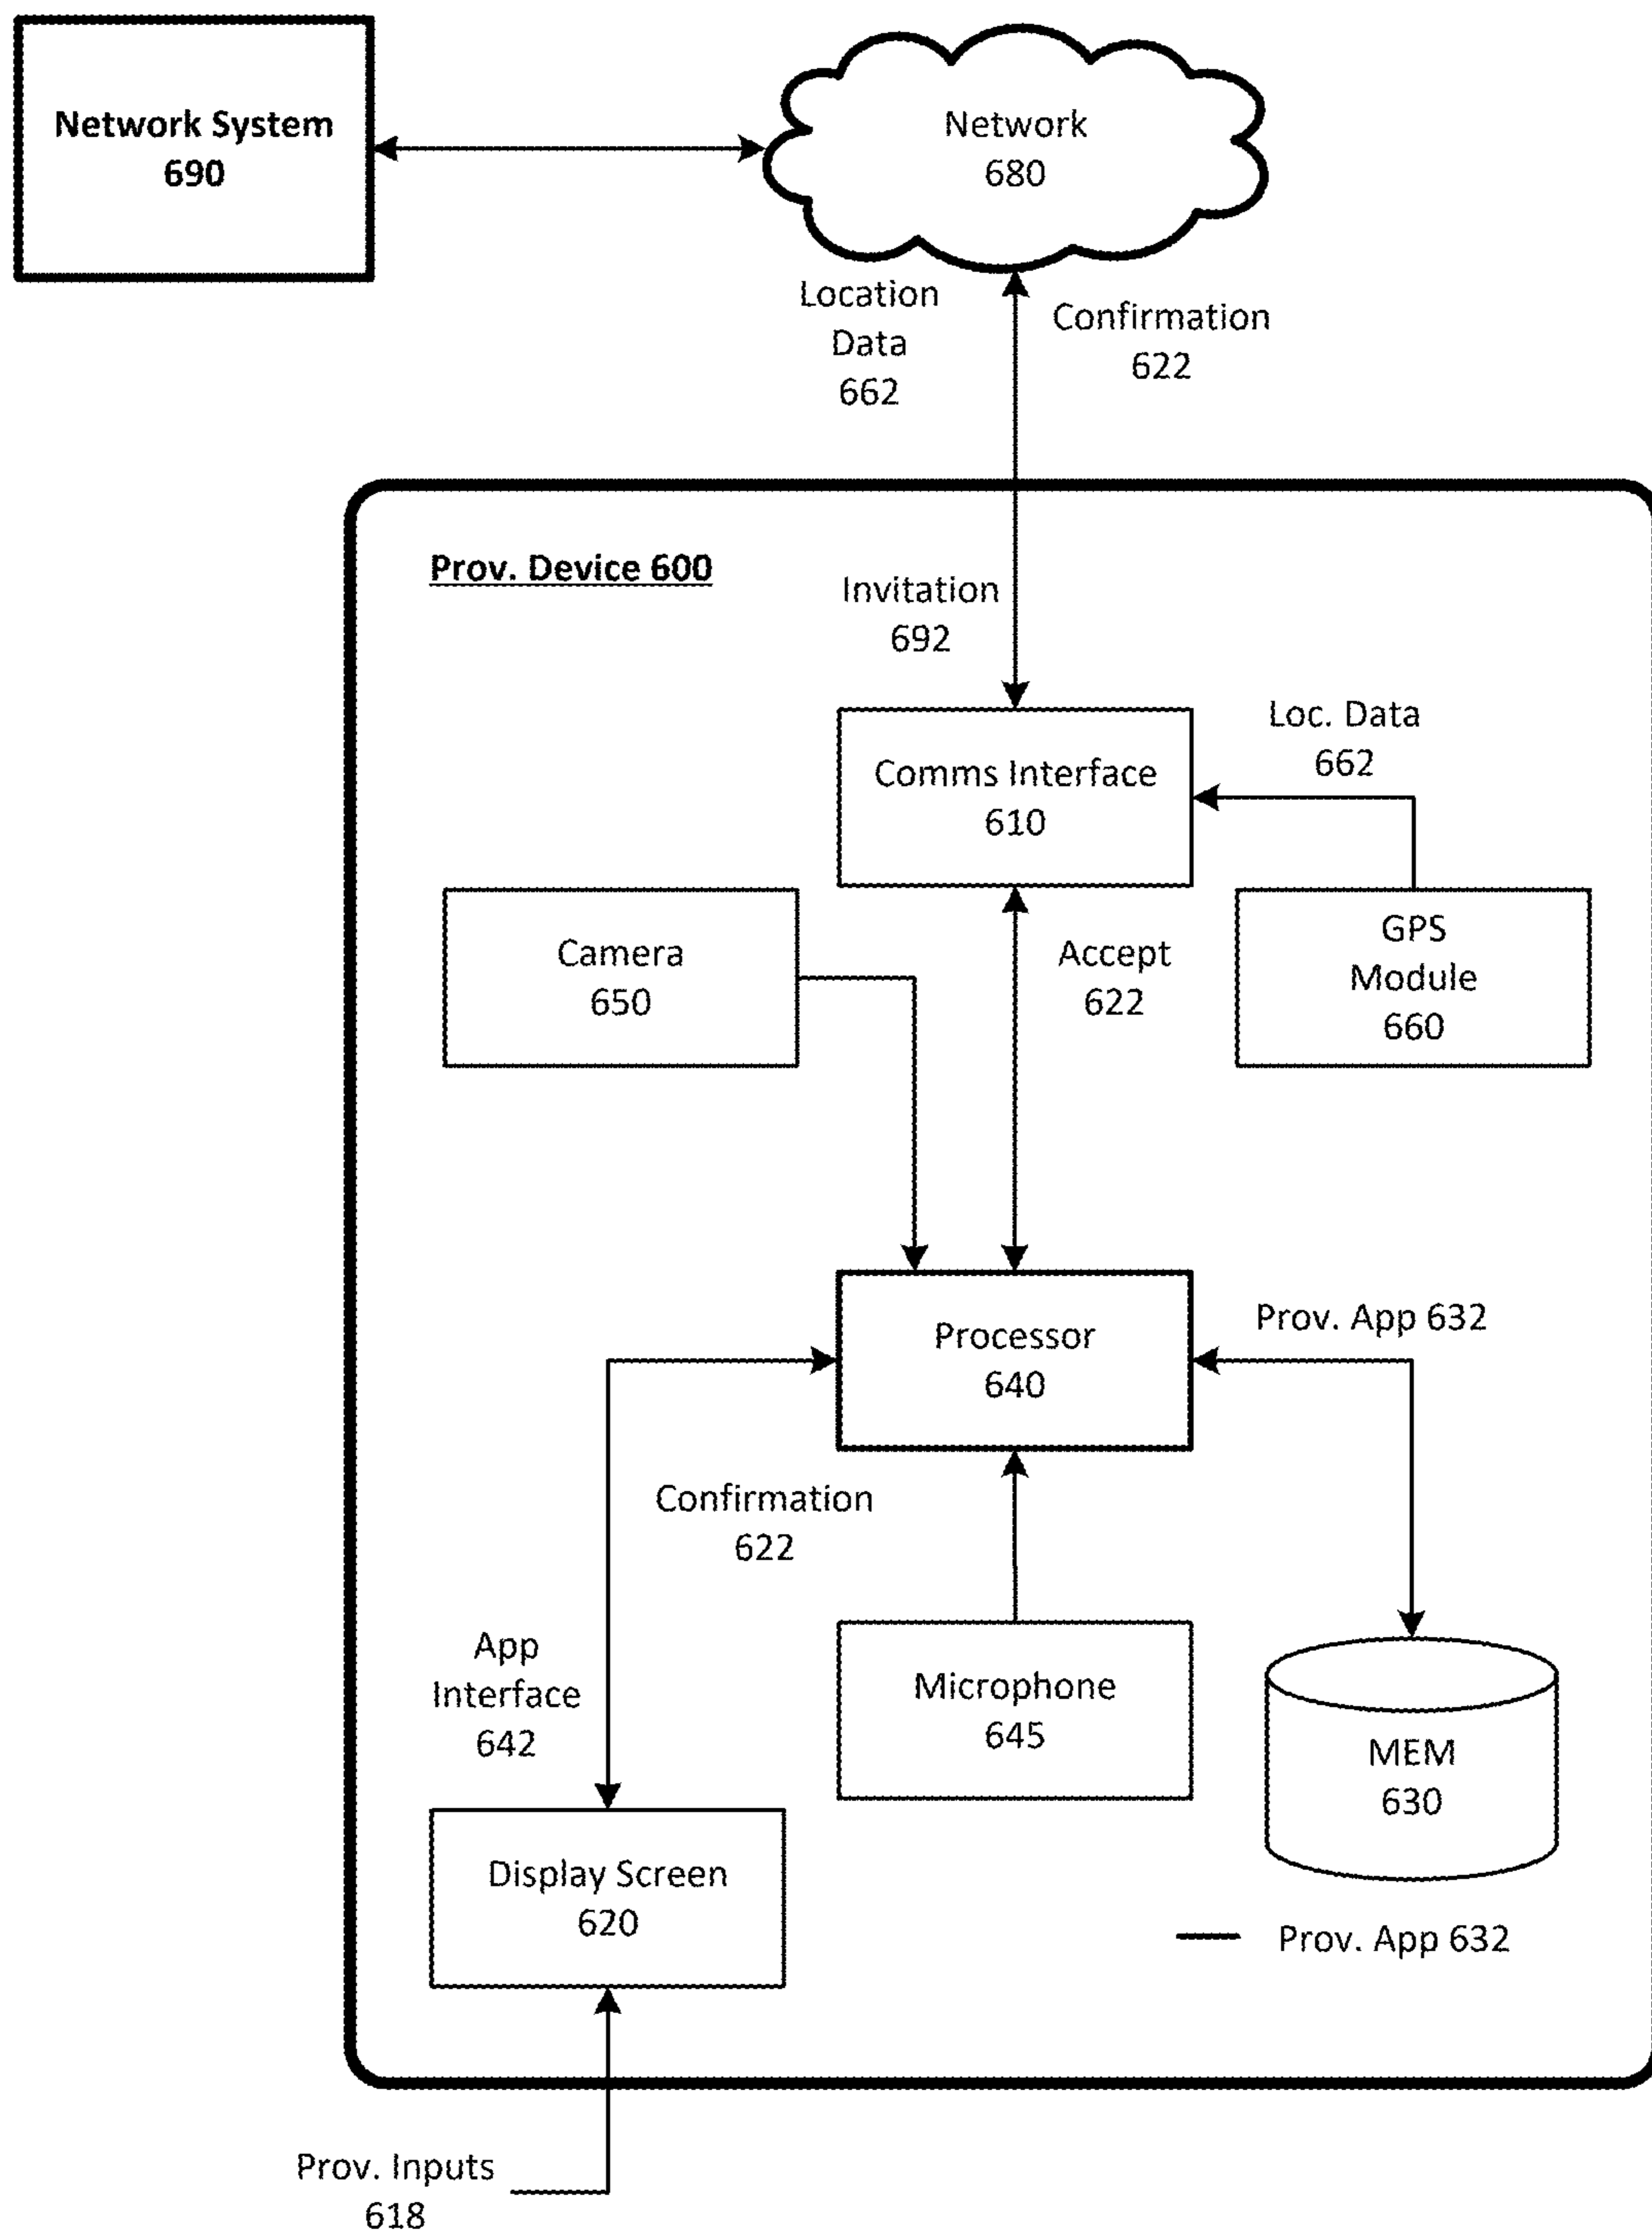 Network System
690
Network
680
Location
Data
662
Confirmation
622
Prov. Device 600
Invitation
692
Loc. Data
662
Comms Interface
610
Camera
650
Accept
622
GPS
Module
660
Processor
640
Prov. App 632
Confirmation
622
App
Interface
642
Microphone
645
MEM
630
Display Screen
620
Prov. App 632
Prov. Inputs
618